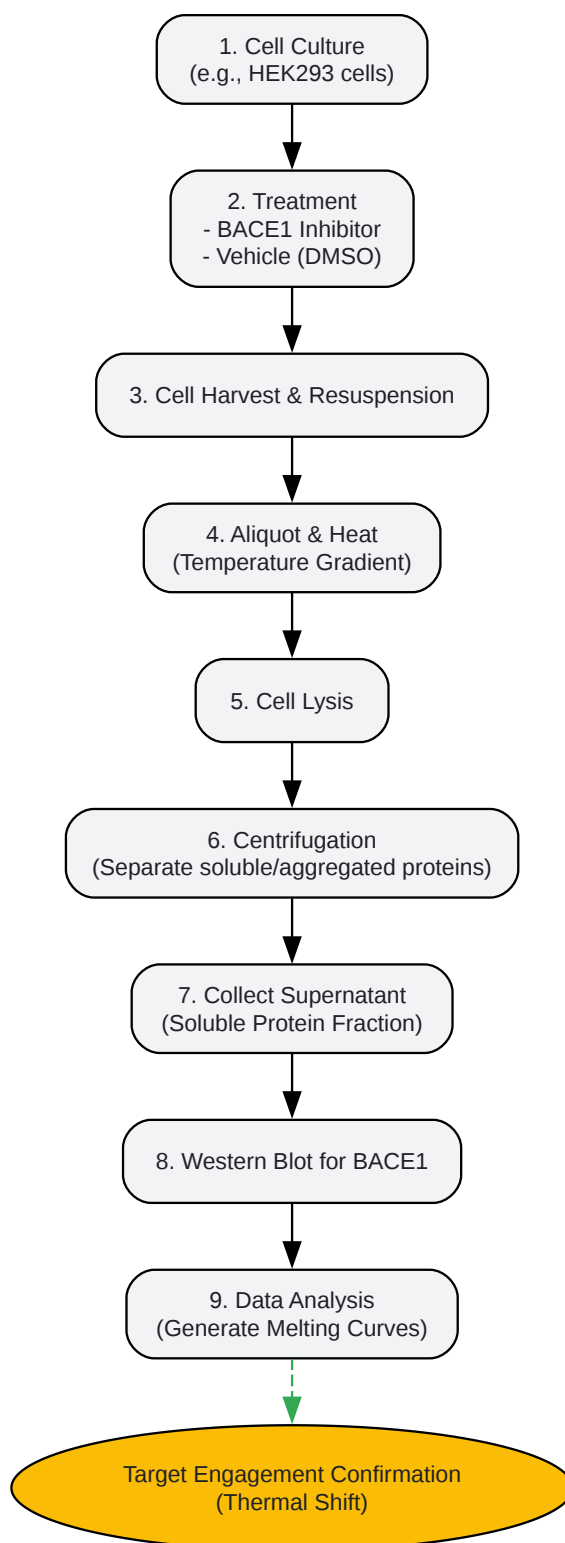 1. Cell Culture
(e.g., HEK293 cells)
2. Treatment
- BACE1 Inhibitor
- Vehicle (DMSO)
3. Cell Harvest & Resuspension
4. Aliquot & Heat
(Temperature Gradient)
5. Cell Lysis
6. Centrifugation
(Separate soluble/aggregated proteins)
7. Collect Supernatant
(Soluble Protein Fraction)
8. Western Blot for BACE1
9. Data Analysis
(Generate Melting Curves)
Target Engagement Confirmation
(Thermal Shift)